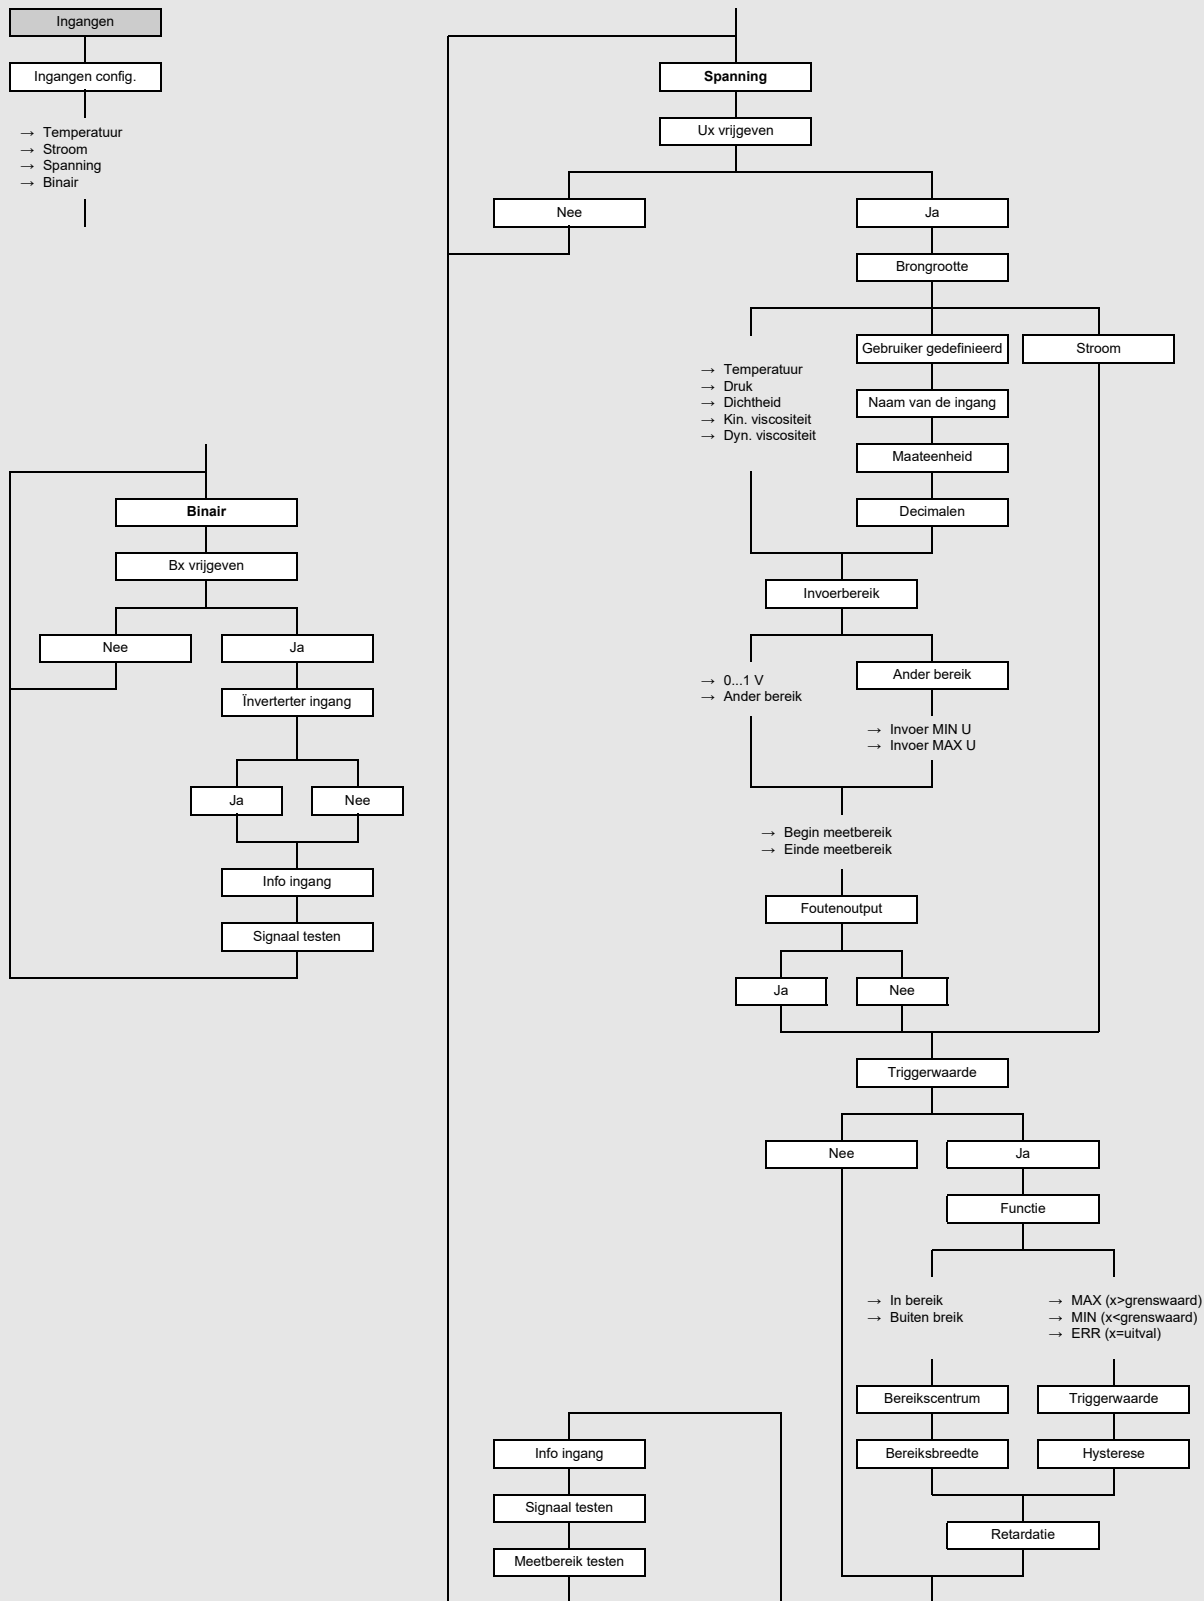 Ingangen
Ingangen config.
→ Temperatuur
→ Stroom
→ Spanning
→ Binair
Binair
Bx vrijgeven
Nee
Ja
Ïnverterter ingang
Ja
Nee
Info ingang
Signaal testen
Spanning
Ux vrijgeven
Nee
Ja
Brongrootte
→ Temperatuur
→ Druk
→ Dichtheid
→ Kin. viscositeit
→ Dyn. viscositeit
Gebruiker gedefinieerd
Stroom
Naam van de ingang
Maateenheid
Decimalen
Invoerbereik
→ 0...1 V
→ Ander bereik
Ander bereik
→ Invoer MIN U
→ Invoer MAX U
→ Begin meetbereik
→ Einde meetbereik
Foutenoutput
Ja
Nee
Triggerwaarde
Nee
Ja
Functie
→ In bereik
→ Buiten breik
→ MAX (x>grenswaard)
→ MIN (x<grenswaard)
→ ERR (x=uitval)
Bereikscentrum
Triggerwaarde
Bereiksbreedte
Hysterese
Retardatie
Info ingang
Signaal testen
Meetbereik testen